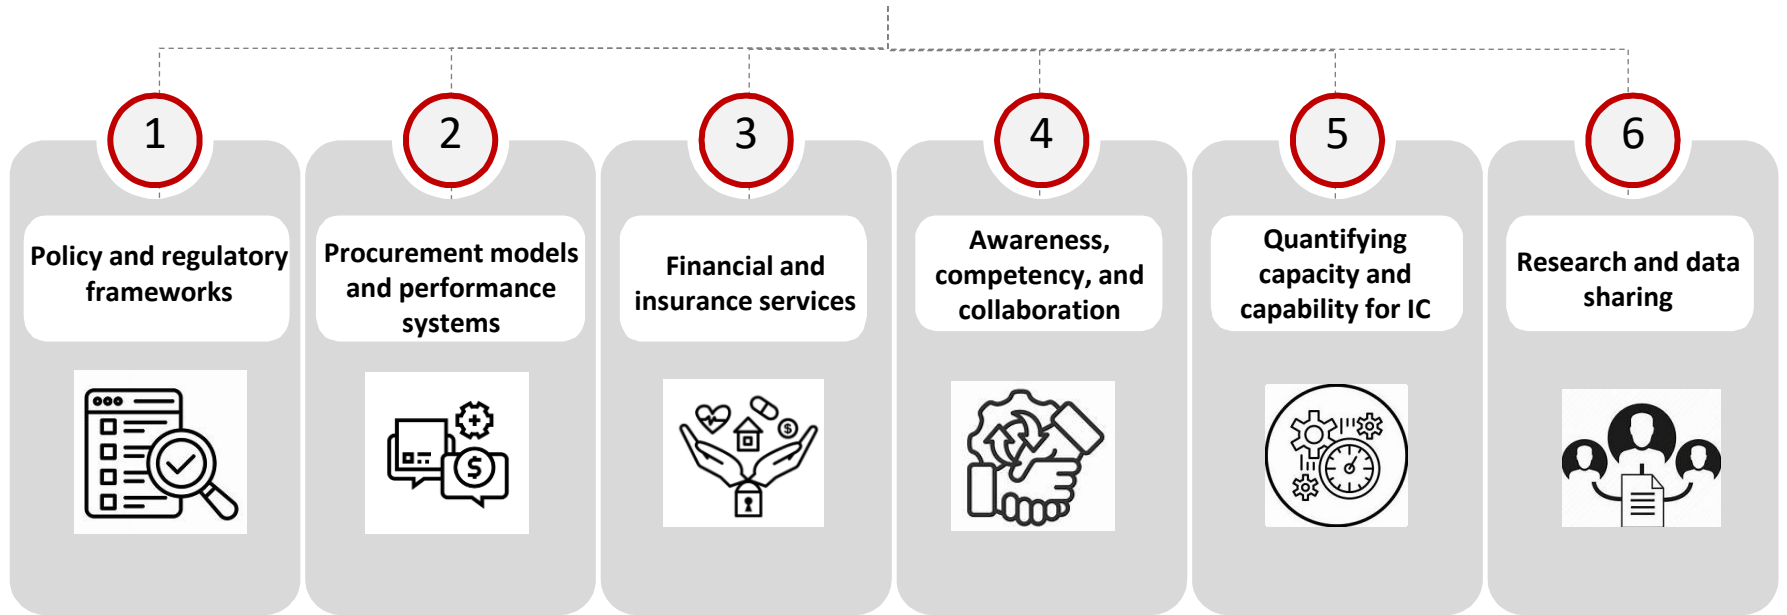 1
Policy and regulatory
frameworks
2
Procurement models
and performance
systems
3
Financial and
insurance services
4
Awareness,
competency, and
collaboration
5
Quantifying
capacity and
capability for IC
6
Research and data
sharing